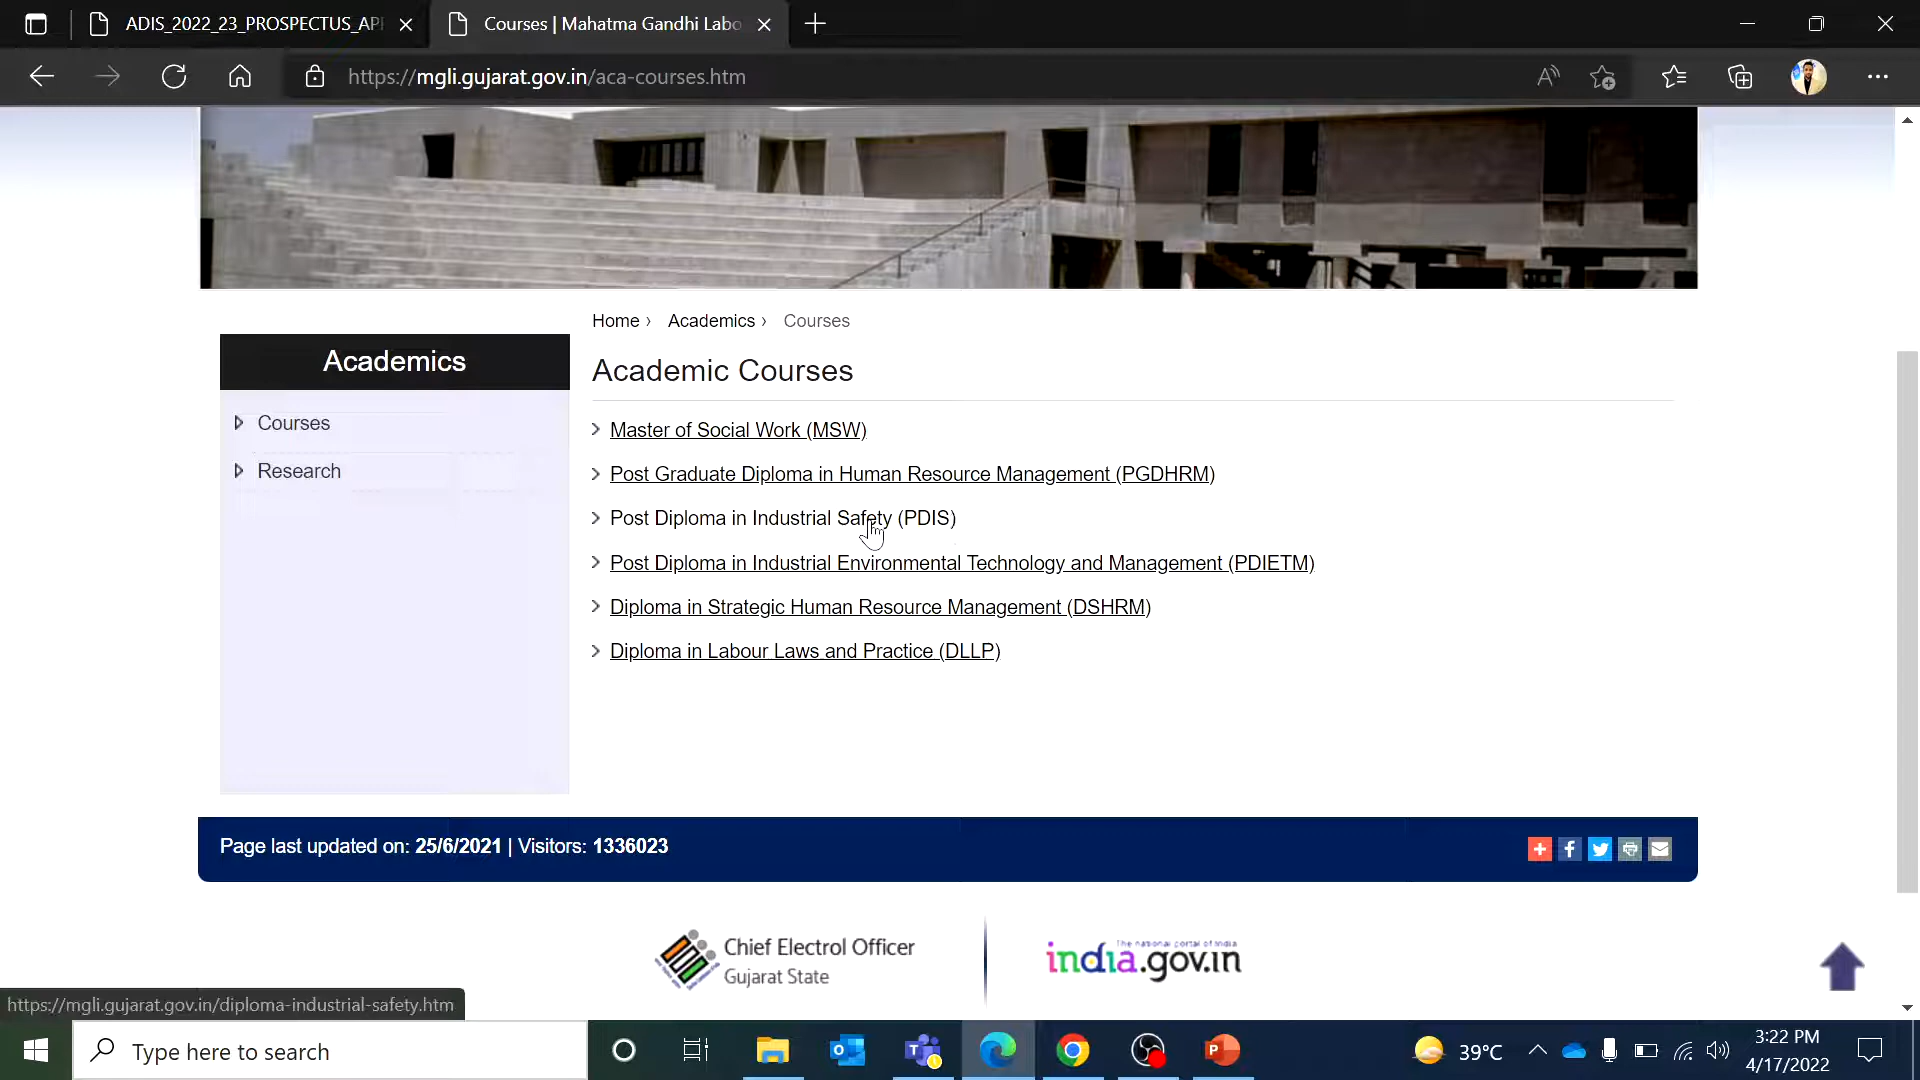 ADIS_2022_23_PROSPECTUS_API
Courses | Mahatma Gandhi Labo
https://mgli.gujarat.gov.in/aca-courses.htm
Home › Academics › Courses
Academics
Courses
Research
Academic Courses
Master of Social Work (MSW)
Post Graduate Diploma in Human Resource Management (PGDHRM)
Post Diploma in Industrial Safety (PDIS)
Post Diploma in Industrial Environmental Technology and Management (PDIETM)
Diploma in Strategic Human Resource Management (DSHRM)
Diploma in Labour Laws and Practice (DLLP)
Page last updated on: 25/6/2021 | Visitors: 1336023
Chief Electrol Officer
Gujarat State
The national portal of India
india.gov.in
https://mgli.gujarat.gov.in/diploma-industrial-safety.htm
Type here to search
39°C
3:22 PM
4/17/2022